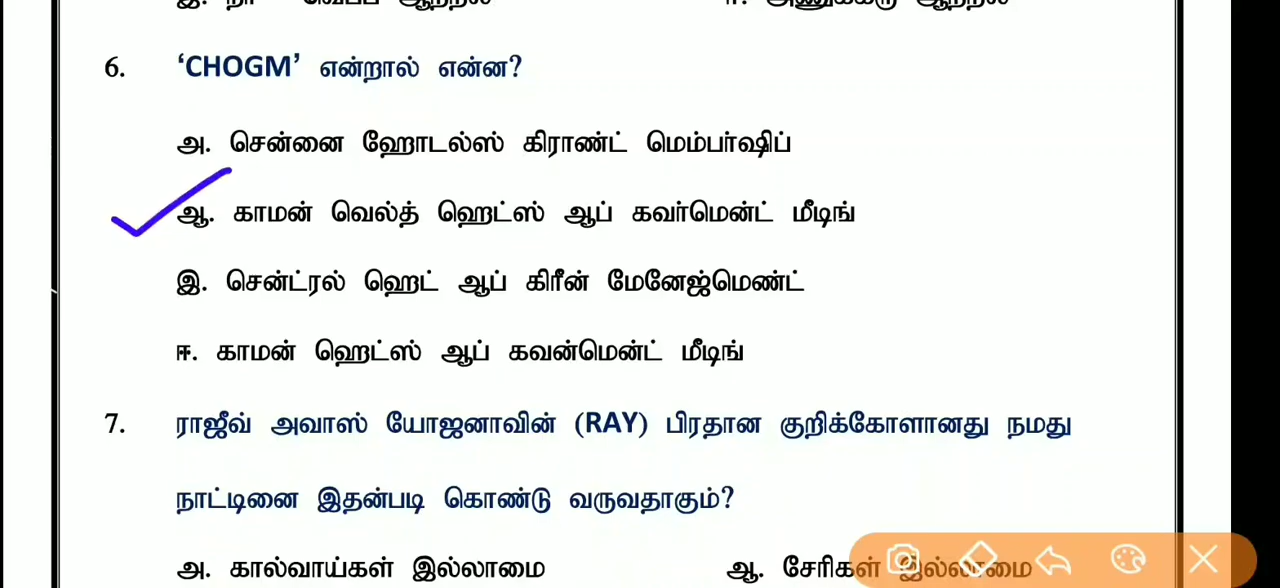 6. ‘CHOGM’ என்றால் என்ன?
அ. சென்னை ஹோடல்ஸ் கிராண்ட் மெம்பர்ஷிப்
ஆ. காமன் வெல்த் ஹெட்ஸ் ஆப் கவர்மென்ட் மீடிங்
இ. சென்ட்ரல் ஹெட் ஆப் கிரீன் மேனேஜ்மெண்ட்
ஈ. காமன் ஹெட்ஸ் ஆப் கவன்மென்ட் மீடிங்
7. ராஜீவ் அவாஸ் யோஜனாவின் (RAY) பிரதான குறிக்கோளானது நமது
நாட்டினை இதன்படி கொண்டு வருவதாகும்?
அ. கால்வாய்கள் இல்லாமை ஆ. சேரிகள் இல்லாமை